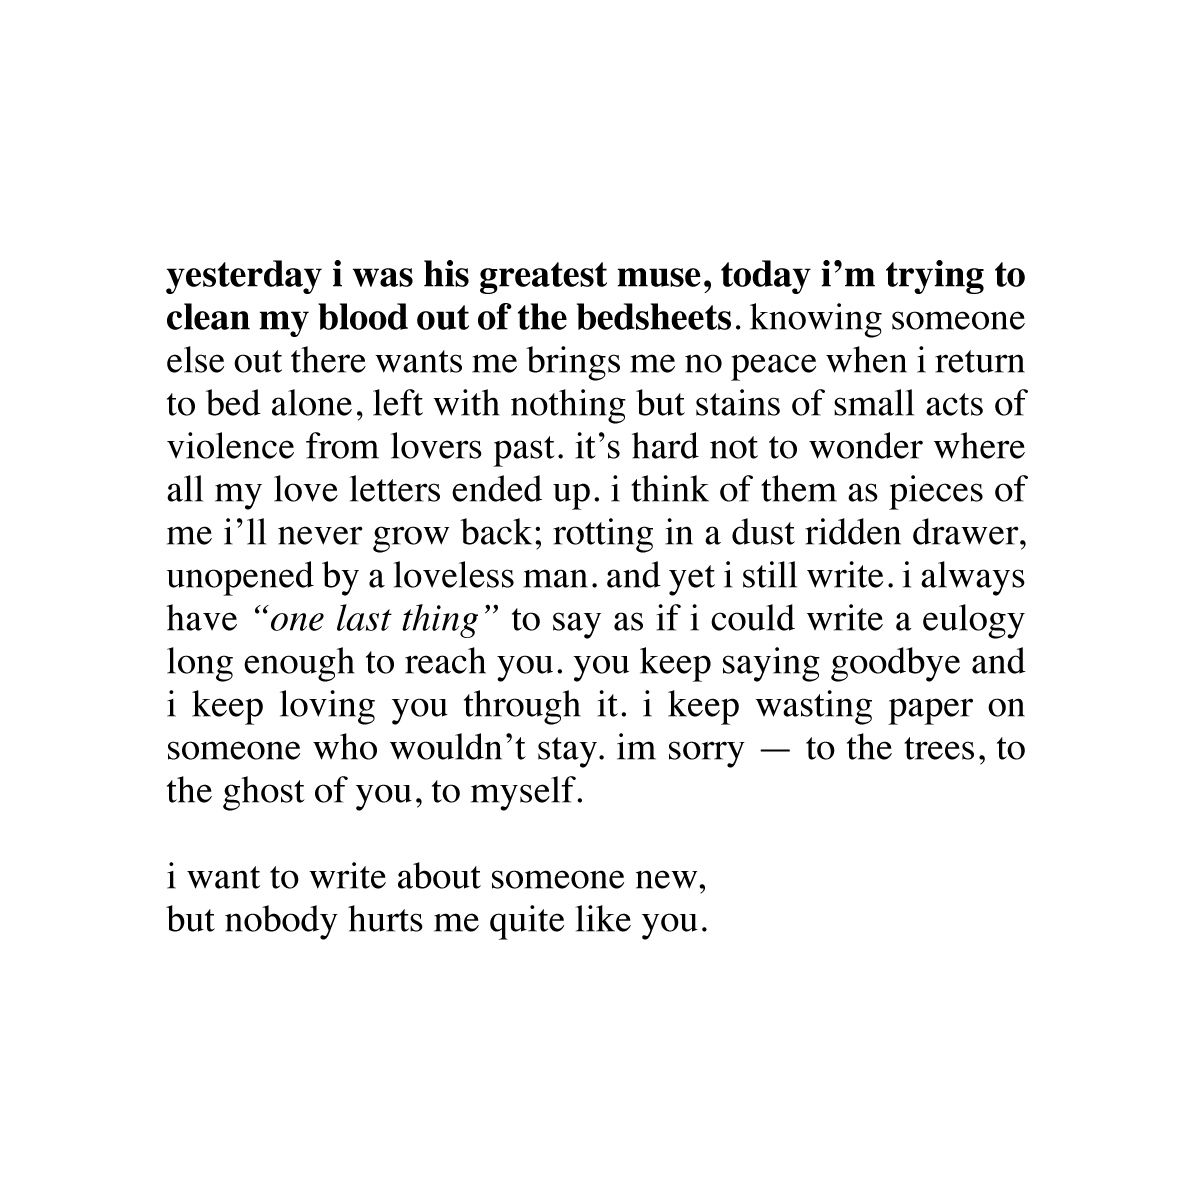 yesterday i was his greatest muse, today i’m trying to
clean my blood out of the bedsheets. knowing someone
else out there wants me brings me no peace when i return
to bed alone, left with nothing but stains of small acts of
violence from lovers past. it’s hard not to wonder where
all my love letters ended up. i think of them as pieces of
me i’ll never grow back; rotting in a dust ridden drawer,
unopened by a loveless man. and yet i still write. i always
have “one last thing” to say as if i could write a eulogy
long enough to reach you. you keep saying goodbye and
i keep loving you through it. i keep wasting paper on
someone who wouldn’t stay. im sorry — to the trees, to
the ghost of you, to myself.

i want to write about someone new,
but nobody hurts me quite like you.